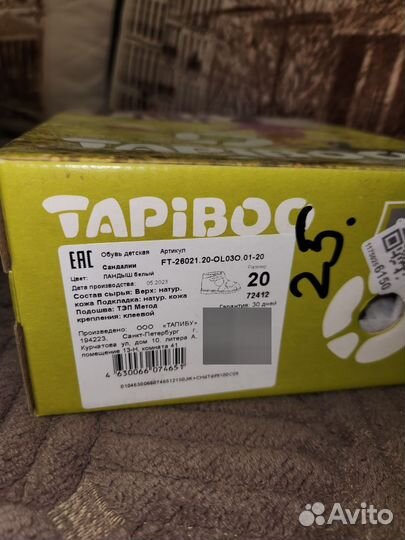 TAPiBOO
25.
EAC
Обувь детская
Сандалии
Артикул
FT-26021.20-OL03O.01-20
Цвет: ЛАНДЫШ белый
Размер
20
72412
Дата производства: 05.2023
Гарантия: 30 дней
Состав сырья: Верх: натур.
кожа Подкладка: натур. кожа
Подошва: ТЭП Метод
крепления: клеевой
Произведено: ООО «ТАПИБУ»
194223, Санкт-Петербург г,
Курчатова ул, дом 10, литера А,
помещение 13-Н, комната 41
4 630066 074651
6450
Avito